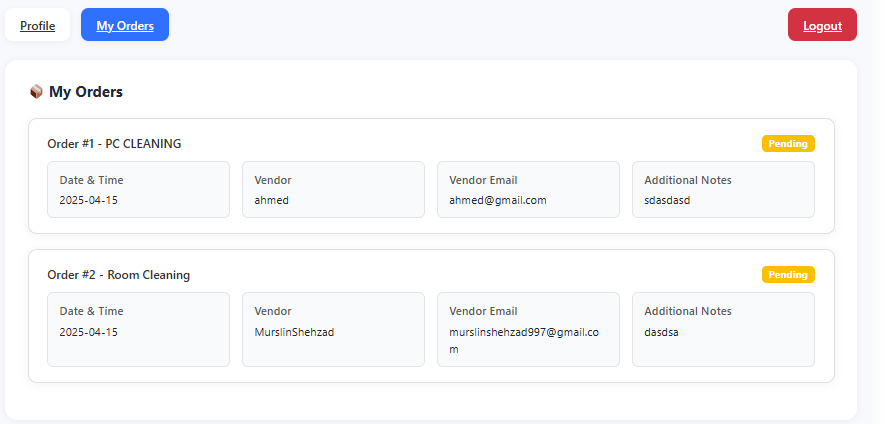 Profile
My Orders
Logout
My Orders
Order #1 - PC CLEANING
Pending
Date & Time
2025-04-15
Vendor
ahmed
Vendor Email
ahmed@gmail.com
Additional Notes
sdasdasd
Order #2 - Room Cleaning
Pending
Date & Time
2025-04-15
Vendor
MurslinShehzad
Vendor Email
murslinshehzad997@gmail.co
m
Additional Notes
dasdsa